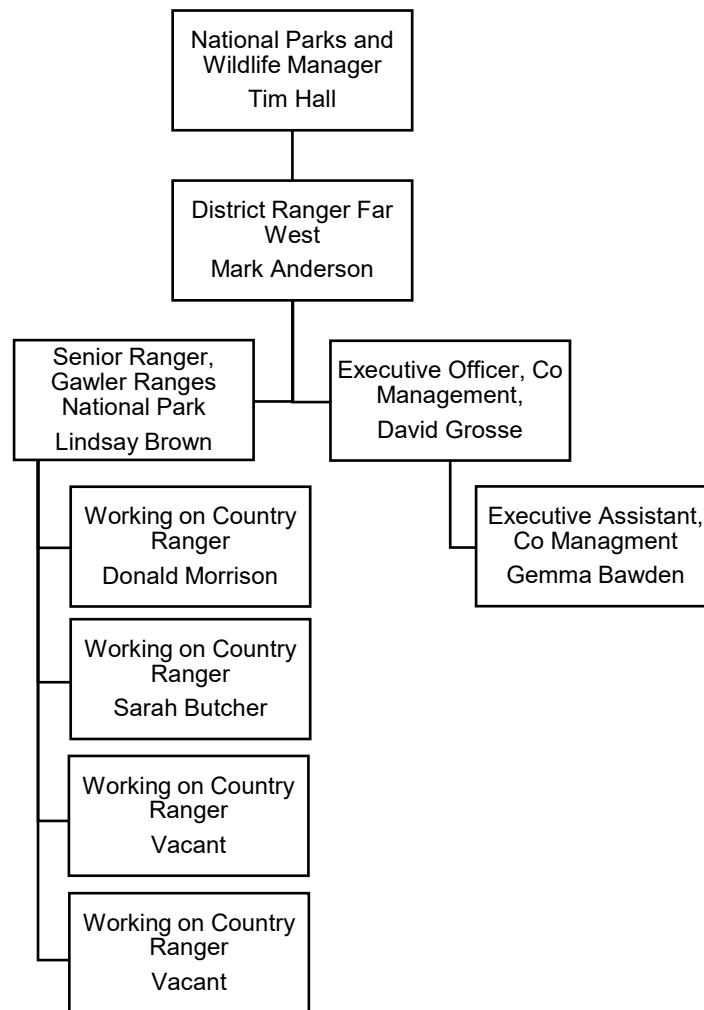 National Parks and
Wildlife Manager
Tim Hall
District Ranger Far
West
Mark Anderson
Senior Ranger,
Gawler Ranges
National Park
Lindsay Brown
Executive Officer, Co
Management,
David Grosse
Working on Country
Ranger
Donald Morrison
Executive Assistant,
Co Managment
Gemma Bawden
Working on Country
Ranger
Sarah Butcher
Working on Country
Ranger
Vacant
Working on Country
Ranger
Vacant